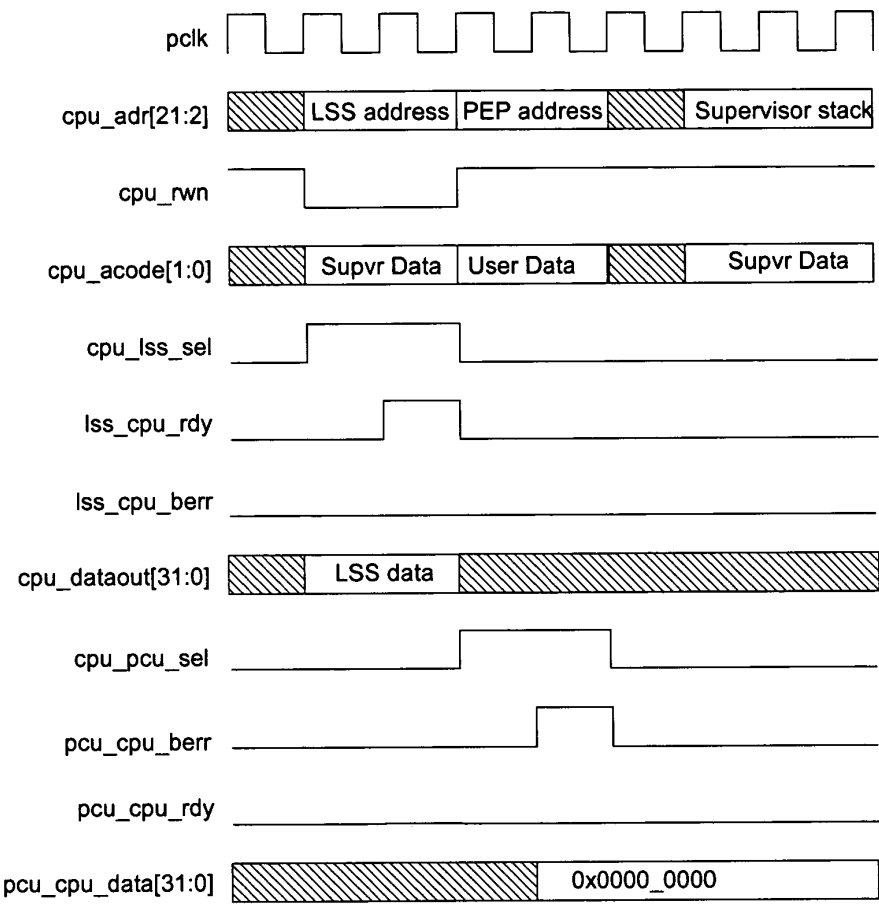 pclk
cpu_adr[21:2] LSS address PEP address Supervisor stack
cpu_rwn
cpu_acode[1:0] Supvr Data User Data Supvr Data
cpu_lss_sel
lss_cpu_rdy
lss_cpu_berr
cpu_dataout[31:0] LSS data
cpu_pcu_sel
pcu_cpu_berr
pcu_cpu_rdy
pcu_cpu_data[31:0] 0x0000_0000